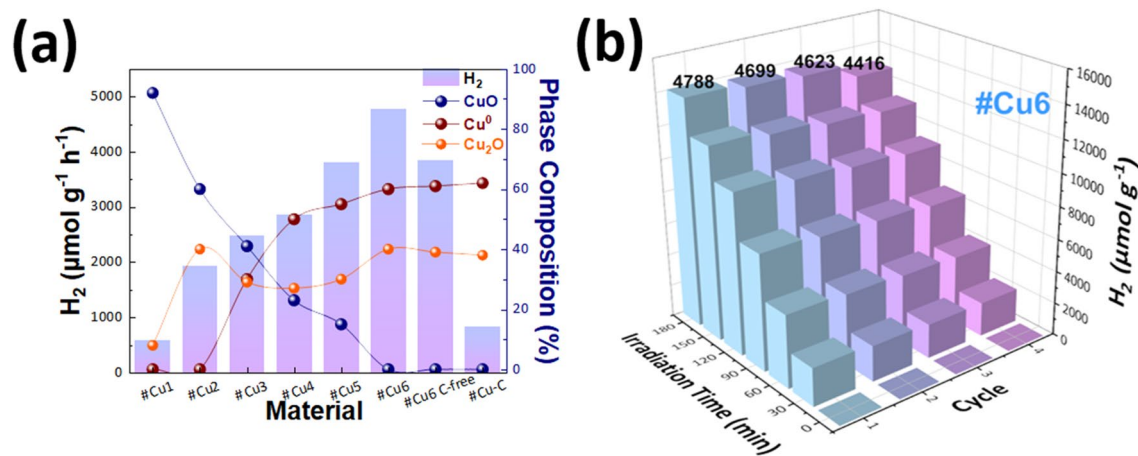 (a)
H₂ (μmol g⁻¹ h⁻¹)
5000
4000
3000
2000
1000
0
H₂
CuO
Cu⁰
Cu₂O
100
80
60
40
20
0
Phase Composition (%)
#Cu1
#Cu2
#Cu3
#Cu4
#Cu5
#Cu6
#Cu6 C-free
#Cu-C
Material
(b)
4788
4699
4623
4416
#Cu6
16000
14000
12000
10000
8000
6000
4000
2000
0
H₂ (μmol g⁻¹)
180
150
120
90
60
30
0
Irradiation Time (min)
1
2
3
4
Cycle